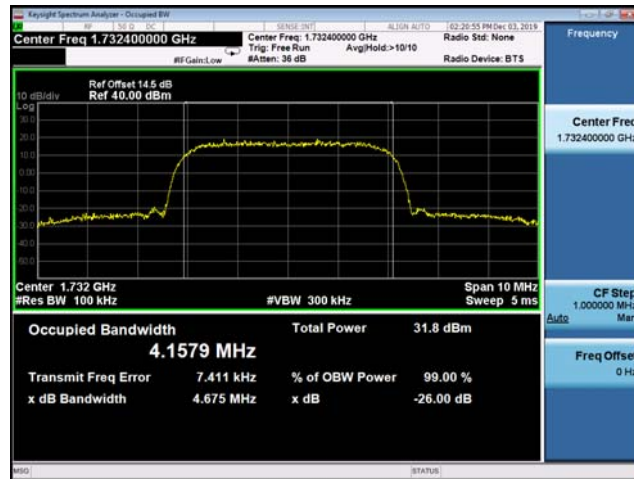 Keysight Spectrum Analyzer - Occupied BW
RF 50 Ω DC SENSE:INT ALIGN AUTO 02:20:55 PM Dec 03, 2019
Center Freq 1.732400000 GHz
Center Freq: 1.732400000 GHz
Radio Std: None
Trig: Free Run Avg|Hold:>10/10
#IFGain:Low #Atten: 36 dB Radio Device: BTS
Ref Offset 14.5 dB
10 dB/div Ref 40.00 dBm
Log
30.0
20.0
10.0
0.00
-10.0
-20.0
-30.0
-40.0
-50.0
Center 1.732 GHz Span 10 MHz
#Res BW 100 kHz #VBW 300 kHz Sweep 5 ms
Occupied Bandwidth Total Power 31.8 dBm
4.1579 MHz
Transmit Freq Error 7.411 kHz % of OBW Power 99.00 %
x dB Bandwidth 4.675 MHz x dB -26.00 dB
Frequency
Center Freq
1.732400000 GHz
CF Step
1.000000 MHz
Auto Man
Freq Offset
0 Hz
MSG STATUS